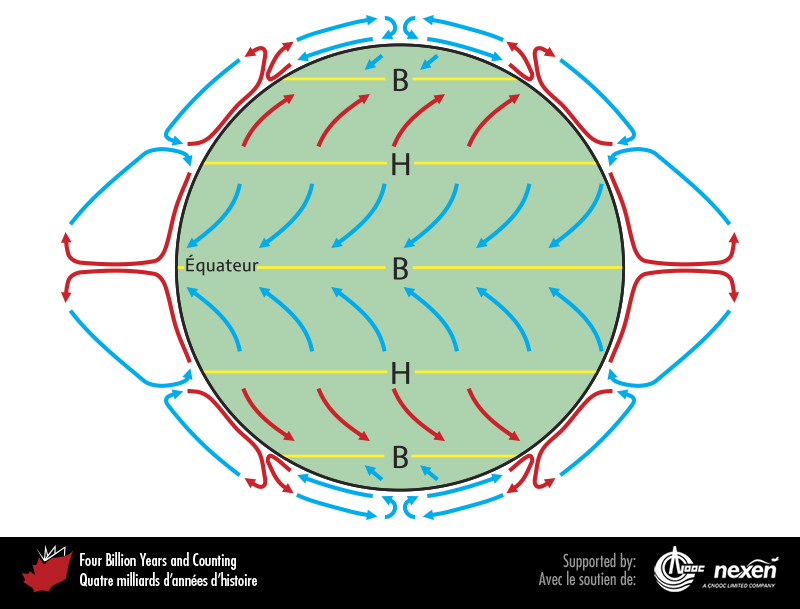 B
H
Équateur
B
H
B
Four Billion Years and Counting
Quatre milliards d'années d'histoire
Supported by:
Avec le soutien de:
CNOOC
nexen
A CNOOC LIMITED COMPANY